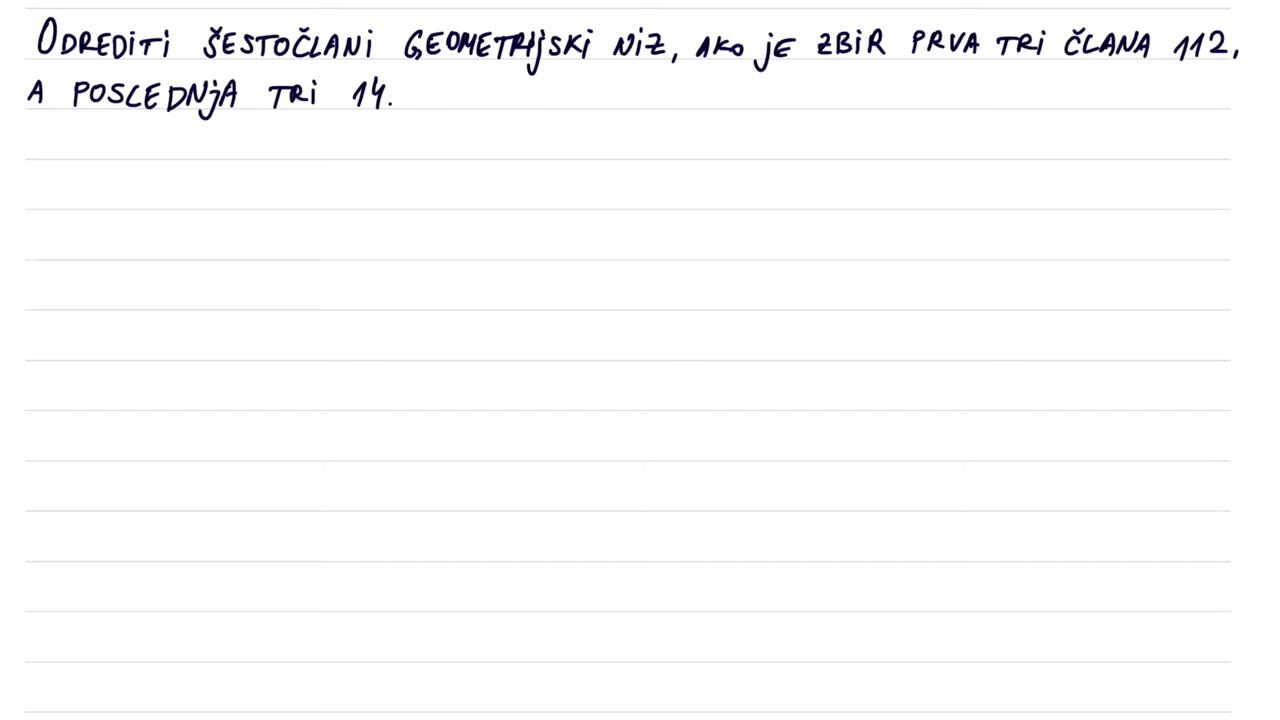 ODREDITI ŠESTOČLANI GEOMETRIJSKI NIZ, AKO JE ZBIR PRVA TRI ČLANA 112,
A POSLEDNJA TRI 14.